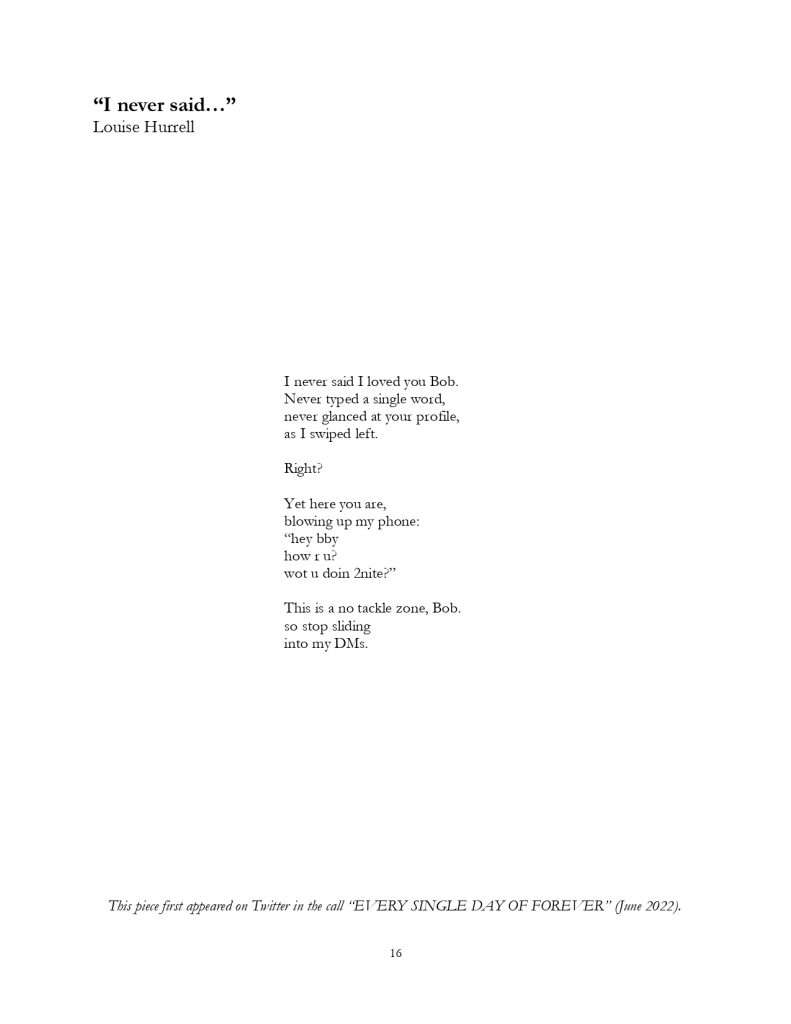 “I never said…”
Louise Hurrell
I never said I loved you Bob.
Never typed a single word,
never glanced at your profile,
as I swiped left.
Right?
Yet here you are,
blowing up my phone:
“hey bby
how r u?
wot u doin 2nite?”
This is a no tackle zone, Bob.
so stop sliding
into my DMs.
This piece first appeared on Twitter in the call “EVERY SINGLE DAY OF FOREVER” (June 2022).
16